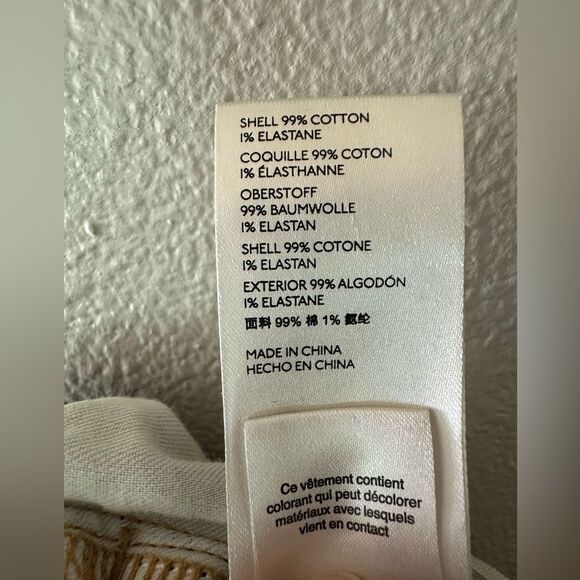 SHELL 99% COTTON
1% ELASTANE
COQUILLE 99% COTON
1% ÉLASTHANNE
OBERSTOFF
99% BAUMWOLLE
1% ELASTAN
SHELL 99% COTONE
1% ELASTAN
EXTERIOR 99% ALGODÓN
1% ELASTANE
面料 99% 棉 1% 氨纶
MADE IN CHINA
HECHO EN CHINA
Ce vêtement contient
colorant qui peut décolorer
matériaux avec lesquels
vient en contact